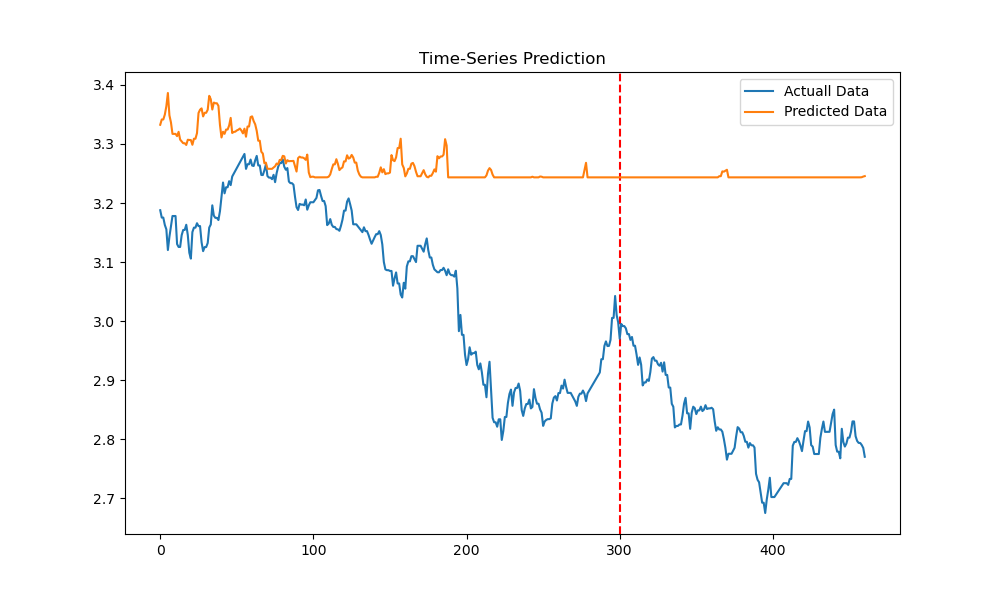 Time-Series Prediction
Actuall Data
Predicted Data
3.4
3.3
3.2
3.1
3.0
2.9
2.8
2.7
0 100 200 300 400